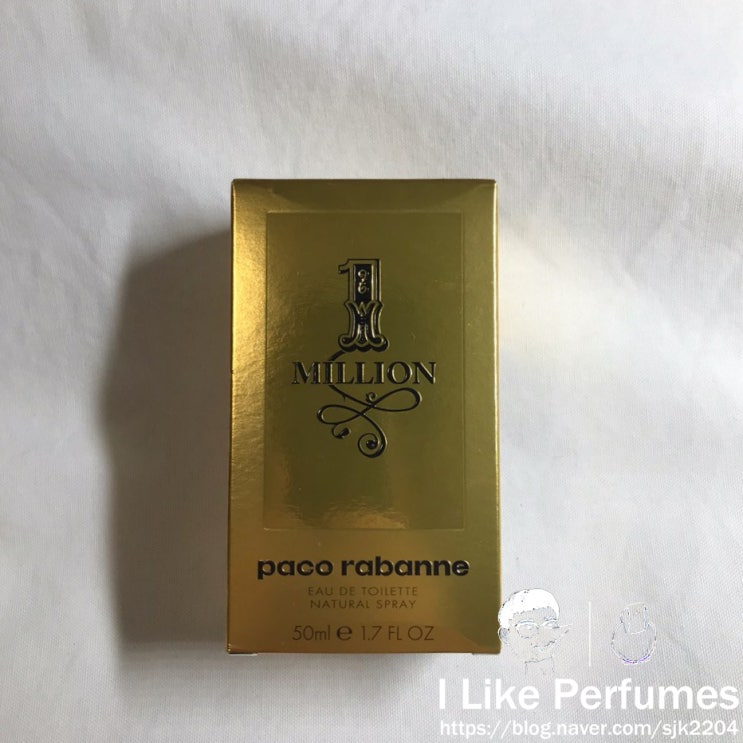 1
MILLION
paco rabanne
EAU DE TOILETTE
NATURAL SPRAY
50ml e 1.7 FL OZ
I Like Perfumes
https://blog.naver.com/sjk2204